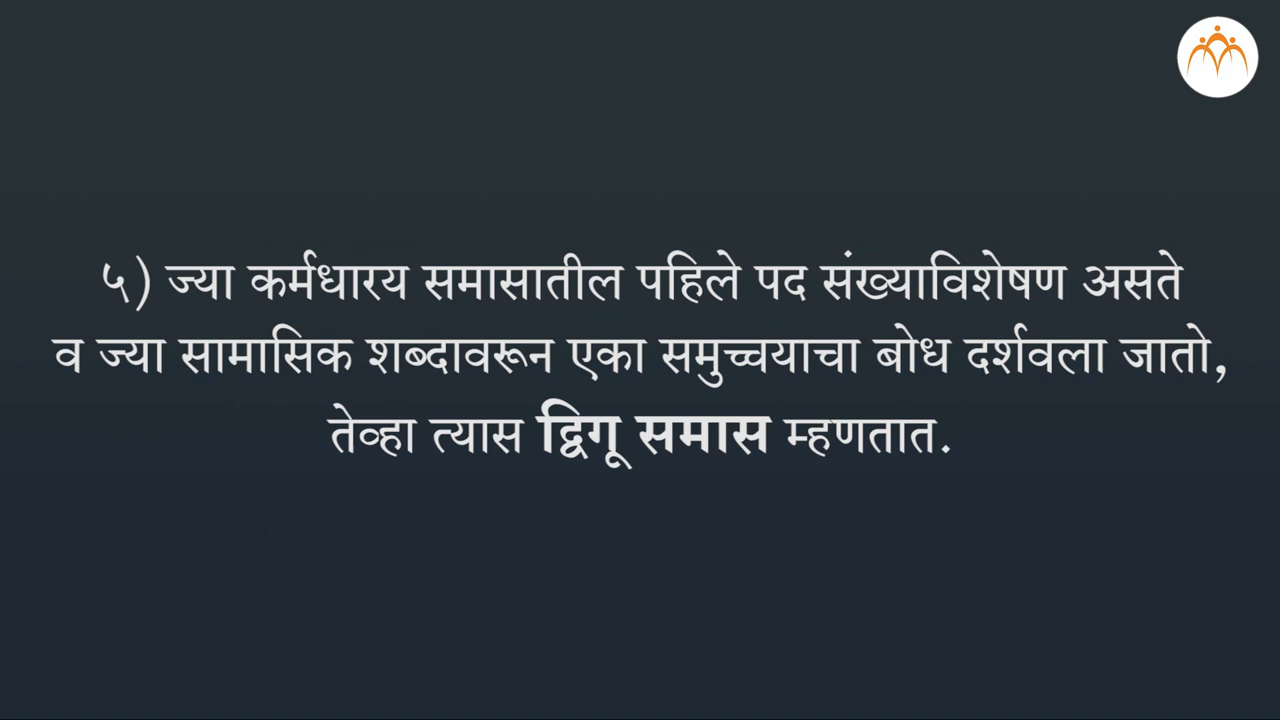 ५) ज्या कर्मधारय समासातील पहिले पद संख्याविशेषण असते
व ज्या सामासिक शब्दावरून एका समुच्चयाचा बोध दर्शवला जातो,
तेव्हा त्यास द्विगू समास म्हणतात.